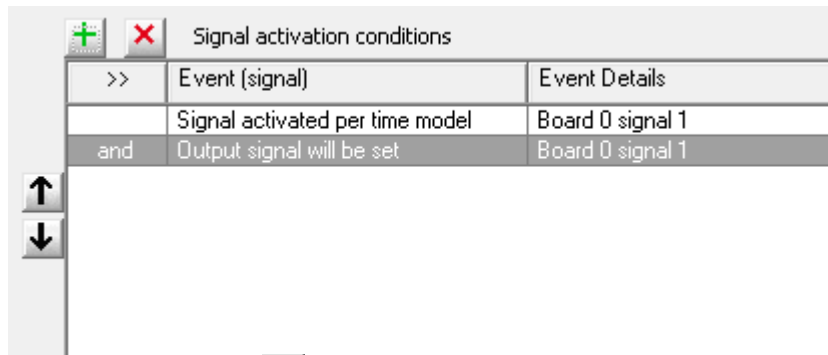 Signal activation conditions
>> Event (signal) Event Details
Signal activated per time model Board 0 signal 1
and Output signal will be set Board 0 signal 1